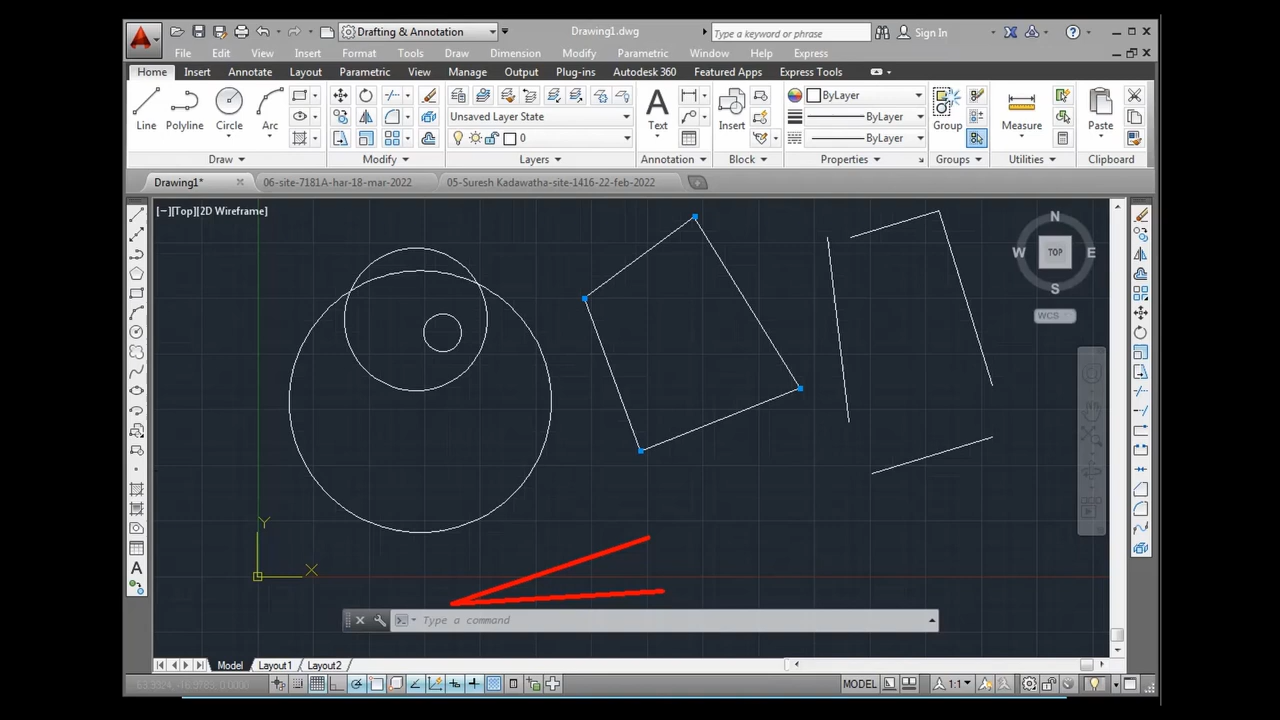 Drafting & Annotation
Drawing1.dwg
Type a keyword or phrase
Sign In
File Edit View Insert Format Tools Draw Dimension Modify Parametric Window Help Express
Home Insert Annotate Layout Parametric View Manage Output Plug-ins Autodesk 360 Featured Apps Express Tools
Unsaved Layer State
ByLayer
Line Polyline Circle Arc
Text
Insert
ByLayer
Group
Measure
Paste
0
ByLayer
Draw Modify Layers Annotation Block Properties Groups Utilities Clipboard
Drawing1* 06-site-7181A-har-18-mar-2022 05-Suresh Kadawatha-site-1416-22-feb-2022
[−][Top][2D Wireframe]
N
W TOP E
S
WCS
Y
X
A
Type a command
Model Layout1 Layout2
MODEL 1:1